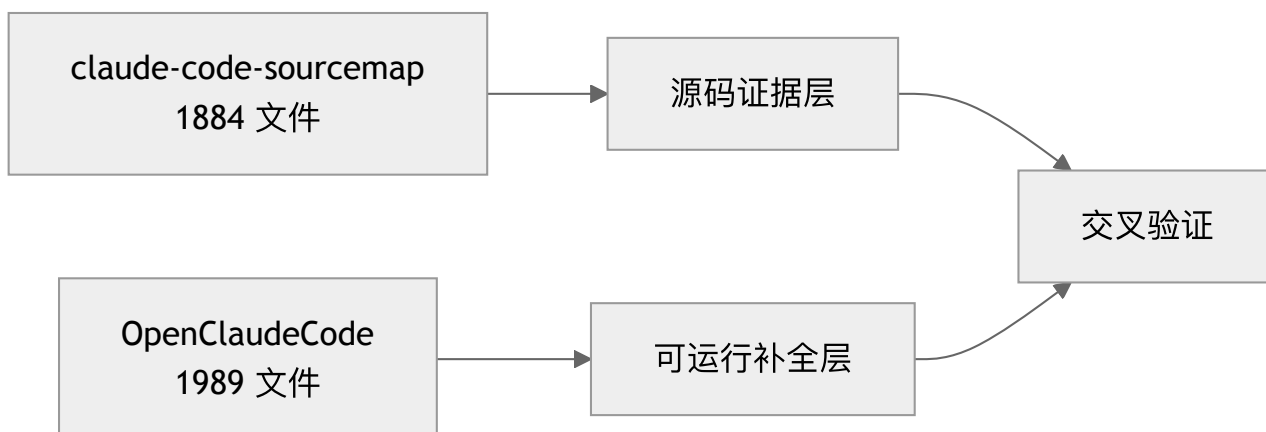 claude-code-sourcemap
1884 文件
源码证据层
交叉验证
OpenClaudeCode
1989 文件
可运行补全层